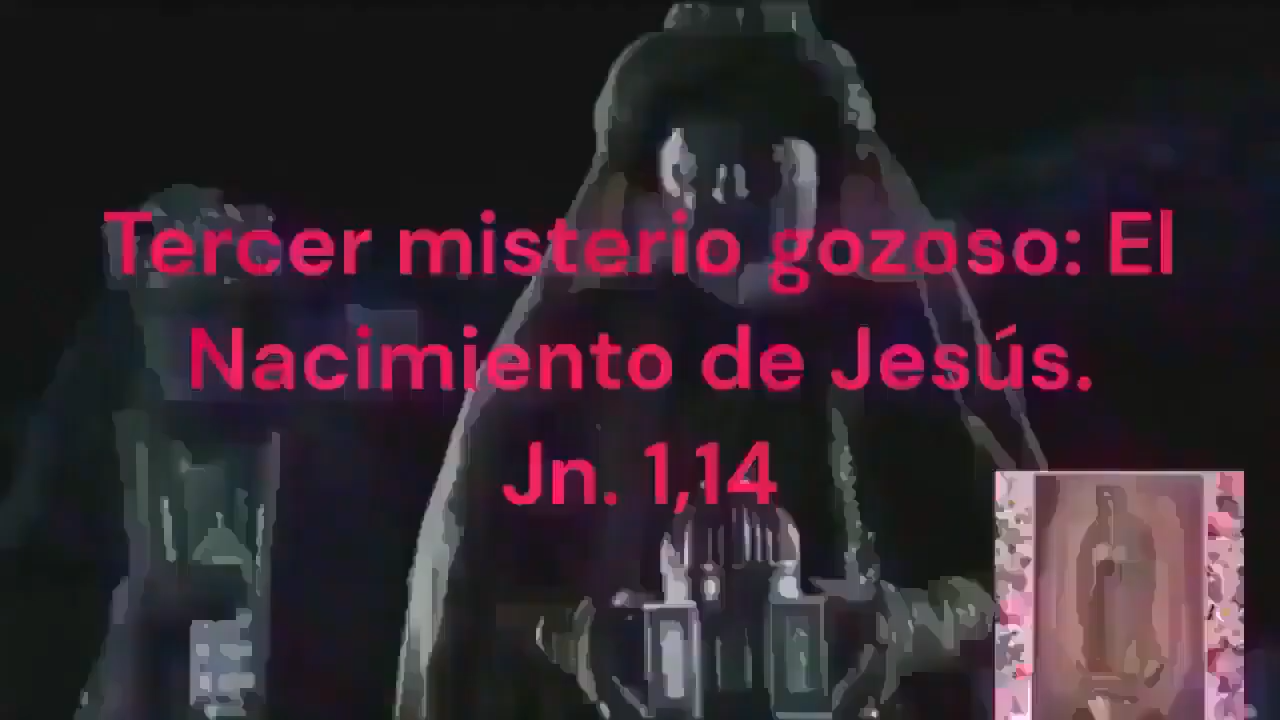 Tercer misterio gozoso: El
Nacimiento de Jesús.
Jn. 1,14